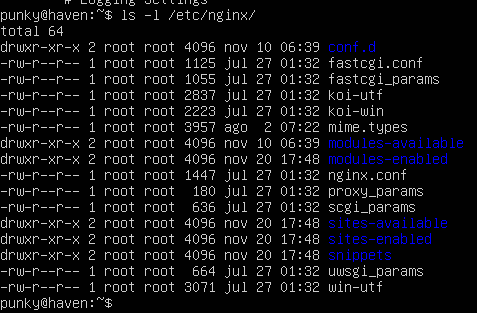 # Logging Settings
punky@haven:~$ ls -l /etc/nginx/
total 64
drwxr-xr-x 2 root root 4096 nov 10 06:39 conf.d
-rw-r--r-- 1 root root 1125 jul 27 01:32 fastcgi.conf
-rw-r--r-- 1 root root 1055 jul 27 01:32 fastcgi_params
-rw-r--r-- 1 root root 2837 jul 27 01:32 koi-utf
-rw-r--r-- 1 root root 2223 jul 27 01:32 koi-win
-rw-r--r-- 1 root root 3957 ago  2 07:22 mime.types
drwxr-xr-x 2 root root 4096 nov 10 06:39 modules-available
drwxr-xr-x 2 root root 4096 nov 20 17:48 modules-enabled
-rw-r--r-- 1 root root 1447 jul 27 01:32 nginx.conf
-rw-r--r-- 1 root root  180 jul 27 01:32 proxy_params
-rw-r--r-- 1 root root  636 jul 27 01:32 scgi_params
drwxr-xr-x 2 root root 4096 nov 20 17:48 sites-available
drwxr-xr-x 2 root root 4096 nov 20 17:48 sites-enabled
drwxr-xr-x 2 root root 4096 nov 20 17:48 snippets
-rw-r--r-- 1 root root  664 jul 27 01:32 uwsgi_params
-rw-r--r-- 1 root root 3071 jul 27 01:32 win-utf
punky@haven:~$